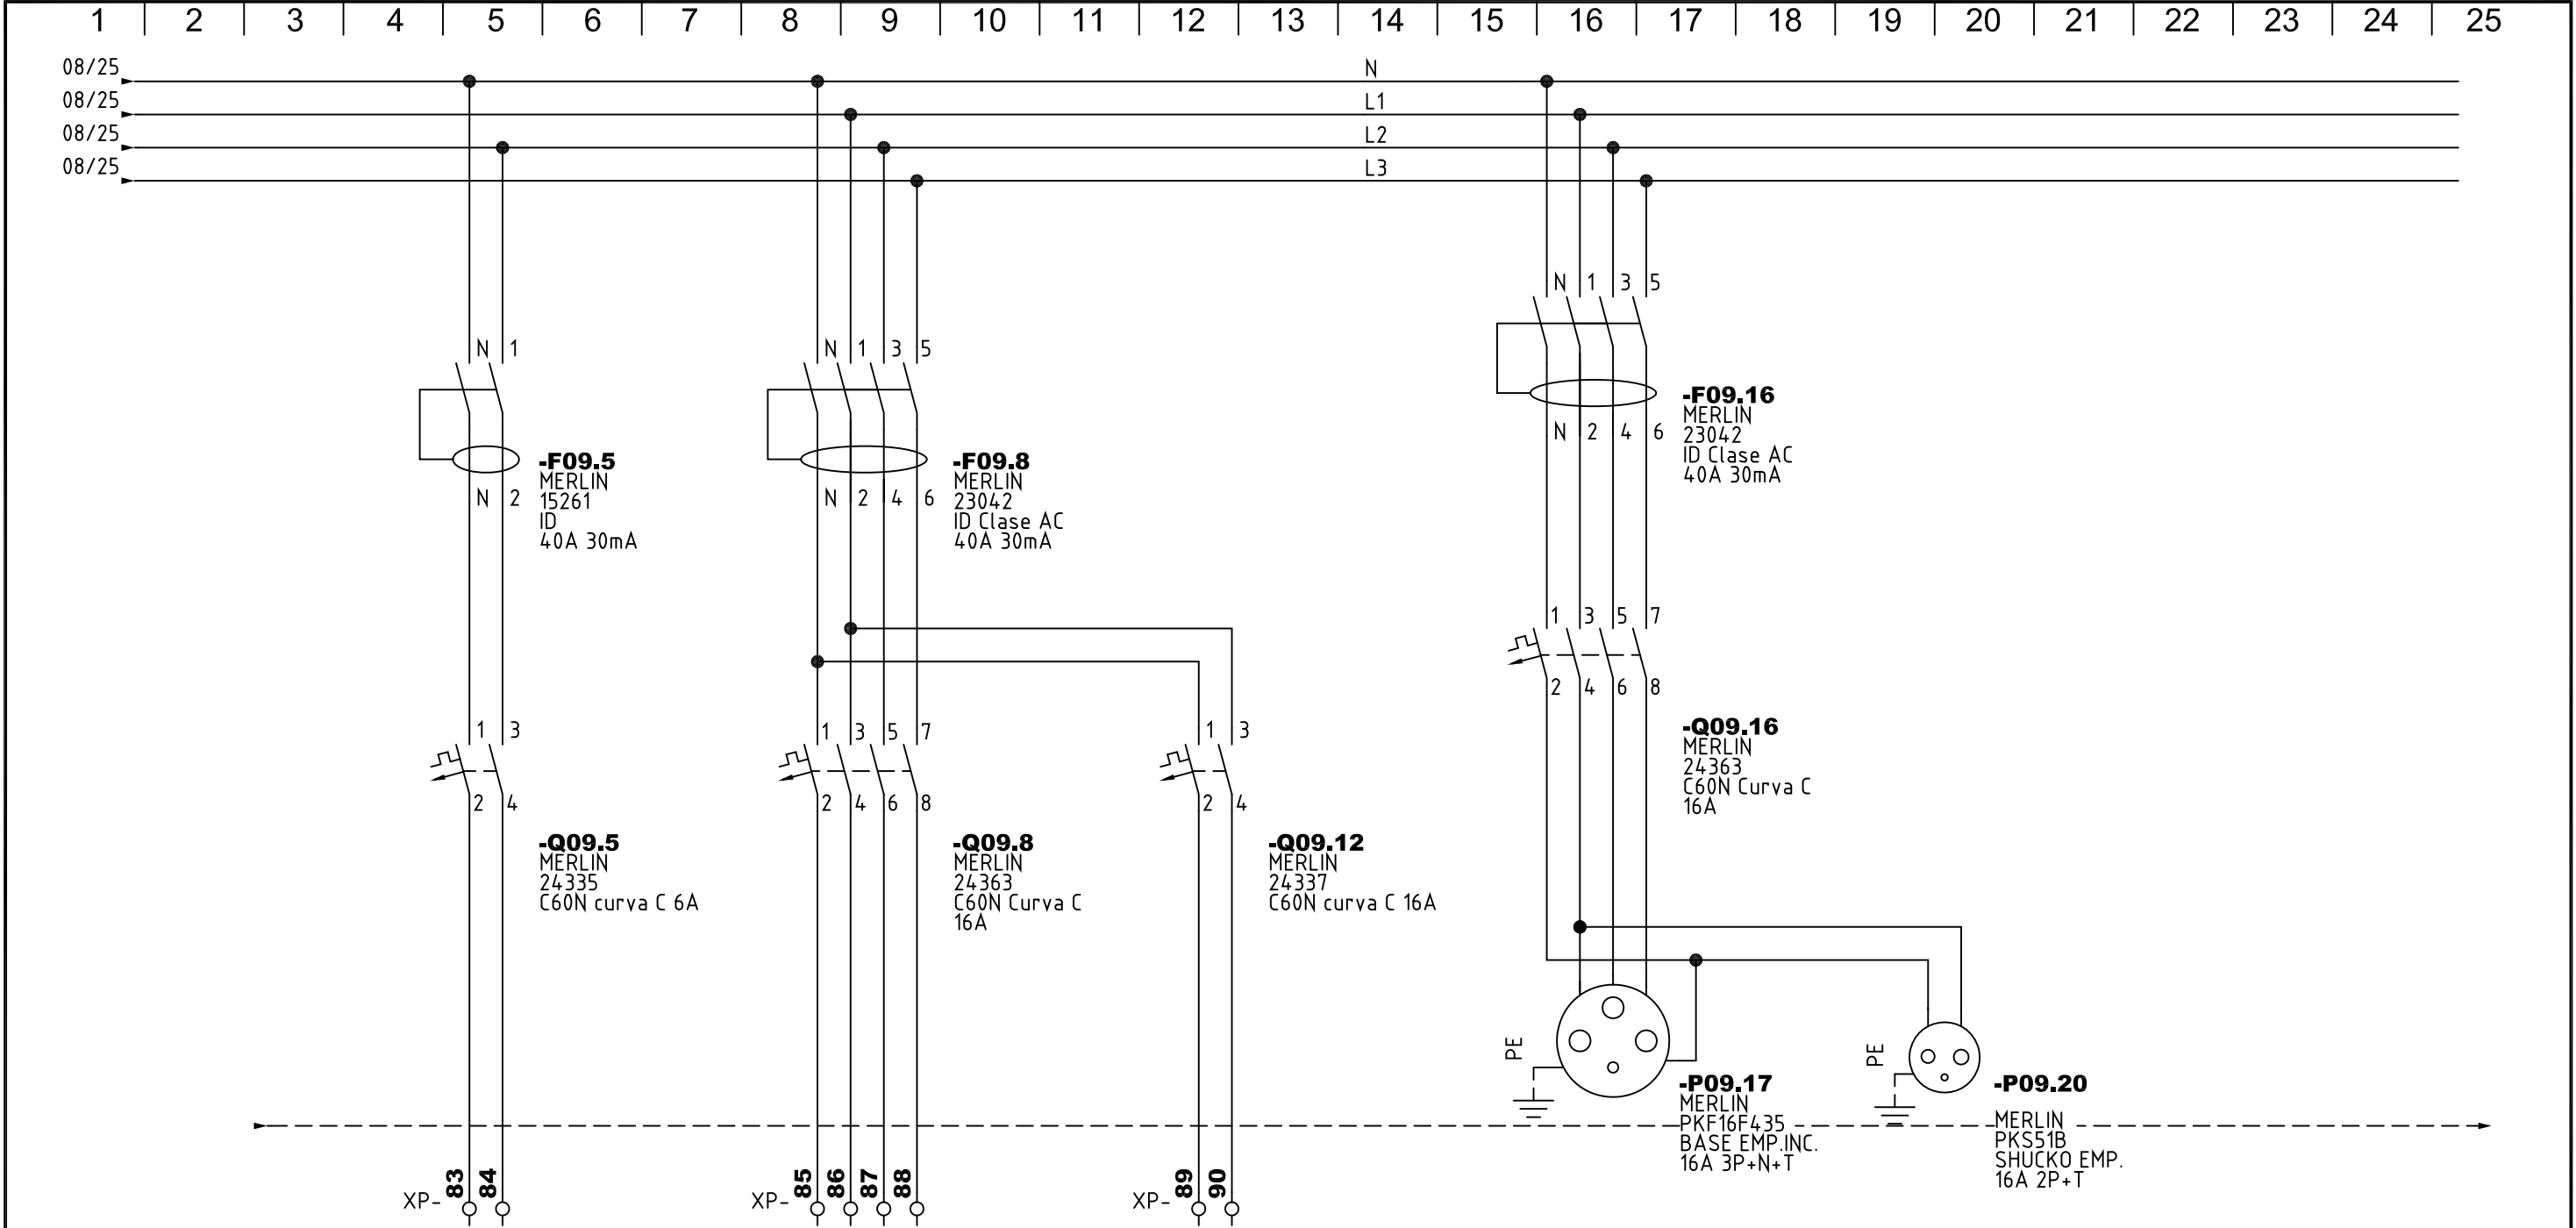 1 2 3 4 5 6 7 8 9 10 11 12 13 14 15 16 17 18 19 20 21 22 23 24 25
08/25 N
08/25 L1
08/25 L2
08/25 L3
N 1 3 5
N 1
N 1 3 5
-F09.16
MERLIN
23042
ID Clase AC
40A 30mA
N 2 4 6
-F09.5
MERLIN
15261
ID
40A 30mA
N 2
-F09.8
MERLIN
23042
ID Clase AC
40A 30mA
N 2 4 6
1 3 5 7
2 4 6 8
-Q09.16
MERLIN
24363
C60N Curva C
16A
1 3
2 4
1 3 5 7
2 4 6 8
1 3
2 4
-Q09.5
MERLIN
24335
C60N curva C 6A
-Q09.8
MERLIN
24363
C60N Curva C
16A
-Q09.12
MERLIN
24337
C60N curva C 16A
PE
-P09.17
MERLIN
PKF16F435
BASE EMP.INC.
16A 3P+N+T
PE
-P09.20
MERLIN
PKS51B
SHUCKO EMP.
16A 2P+T
XP- 83 84
XP- 85 86 87 88
XP- 89 90